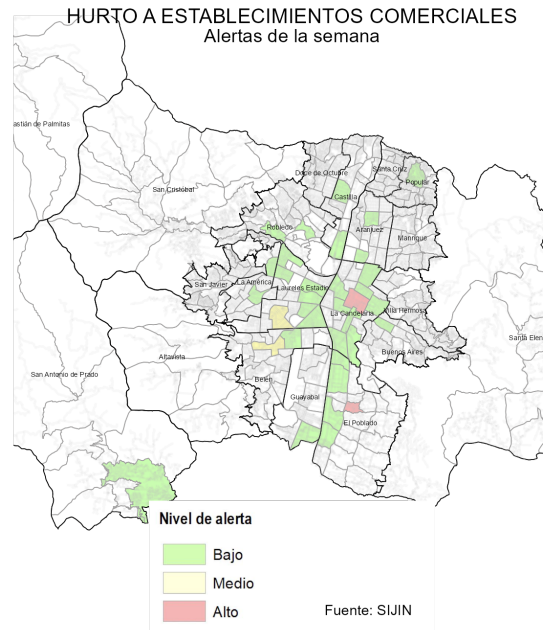 HURTO A ESTABLECIMIENTOS COMERCIALES
Alertas de la semana
astián de Palmitas
San Cristóbal
Doce de Octubre
Santa Cruz
Popular
Castilla
Aranjuez
Manrique
Robledo
San Javier
La América
Laureles Estadio
La Candelaria
Villa Hermosa
Buenos Aires
Santa Elen
Altavista
San Antonio de Prado
Belén
Guayabal
El Poblado
Nivel de alerta
Bajo
Medio
Alto
Fuente: SIJIN